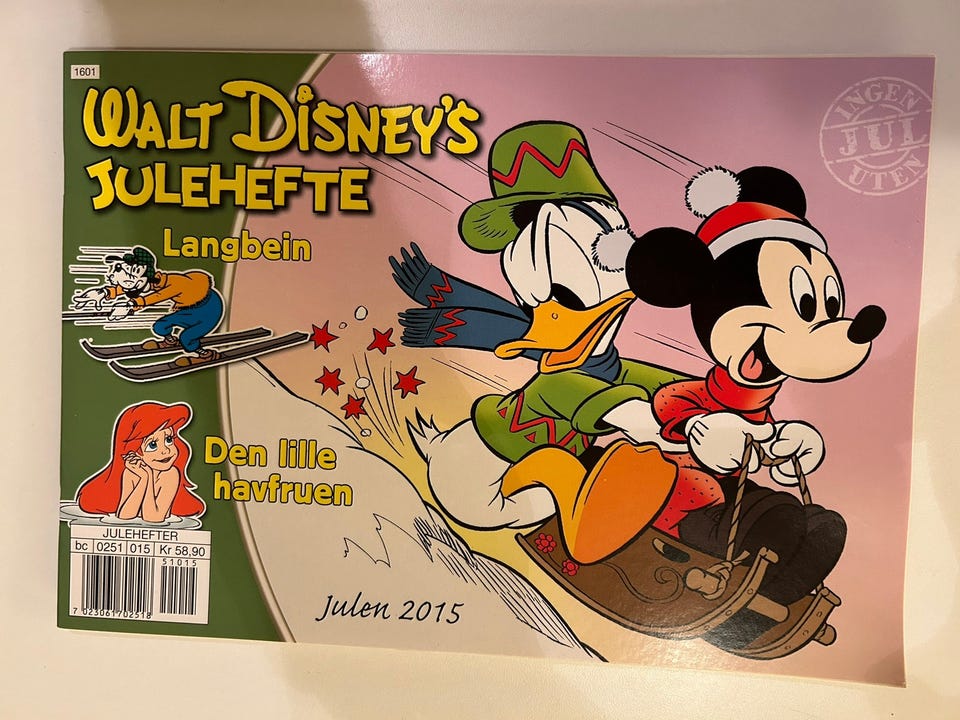 1601
WALT DISNEY'S
JULEHEFTE
Langbein
Den lille
havfruen
JULEHEFTER
bc 0251 015 Kr 58,90
51015
7 023061 702518
Julen 2015
INGEN
JUL
UTEN